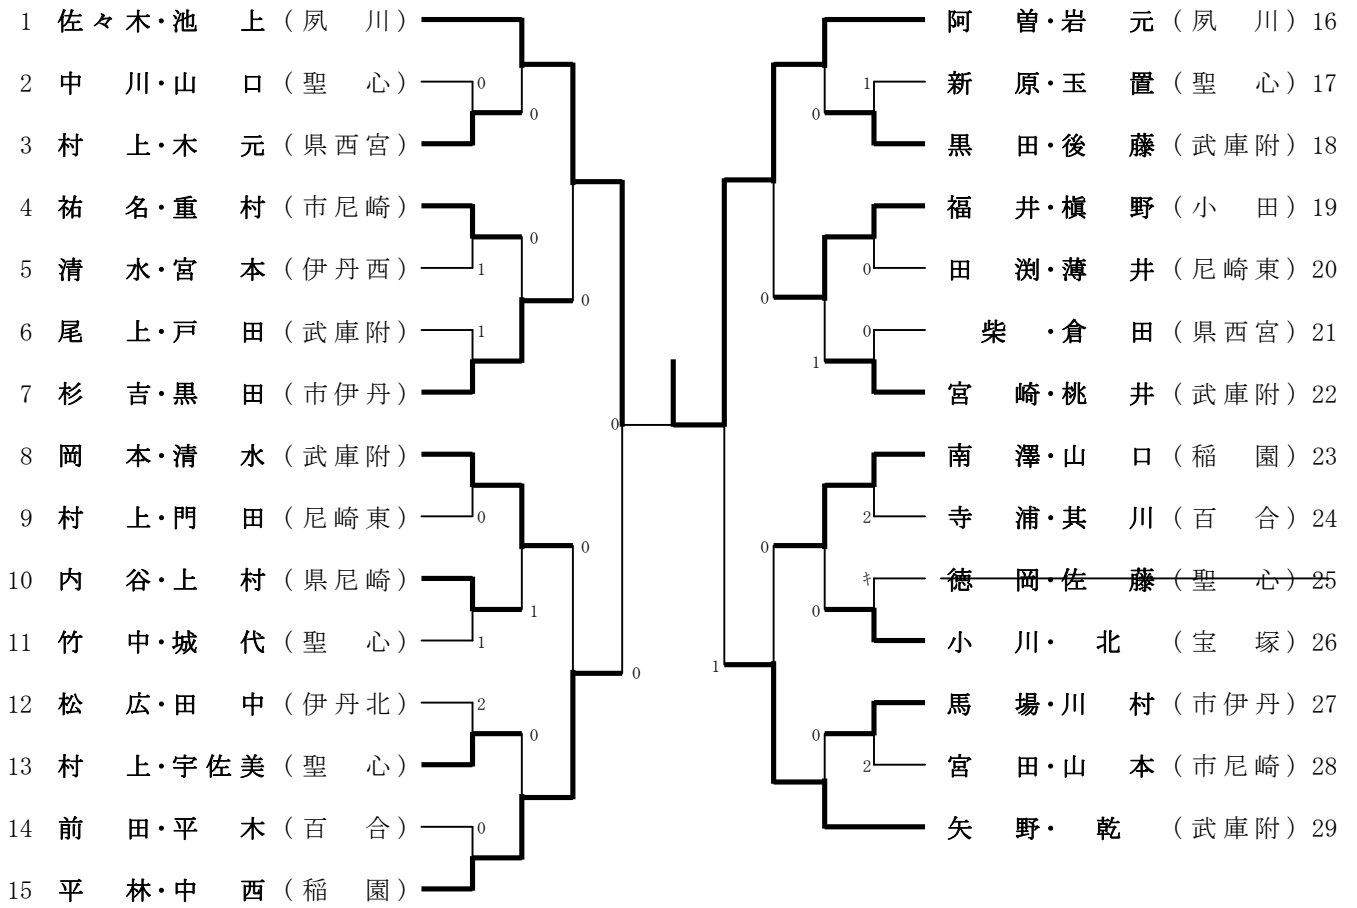 1 佐々木・池上（夙川）
2 中川・山口（聖心）
0
0
3 村上・木元（県西宮）
4 祐名・重村（市尼崎）
0
5 清水・宮本（伊丹西）
1
0
6 尾上・戸田（武庫附）
1
7 杉吉・黒田（市伊丹）
0
8 岡本・清水（武庫附）
9 村上・門田（尼崎東）
0
0
10 内谷・上村（県尼崎）
1
11 竹中・城代（聖心）
1
0
12 松広・田中（伊丹北）
2
0
13 村上・宇佐美（聖心）
14 前田・平木（百合）
0
15 平林・中西（稲園）
阿曽・岩元（夙川）16
1
新原・玉置（聖心）17
0
黒田・後藤（武庫附）18
福井・槇野（小田）19
0
田渕・薄井（尼崎東）20
0
0
柴・倉田（県西宮）21
1
宮崎・桃井（武庫附）22
南澤・山口（稲園）23
2
寺浦・其川（百合）24
0
キ
徳岡・佐藤（聖心）25
0
小川・北（宝塚）26
1
馬場・川村（市伊丹）27
0
2
宮田・山本（市尼崎）28
矢野・乾（武庫附）29